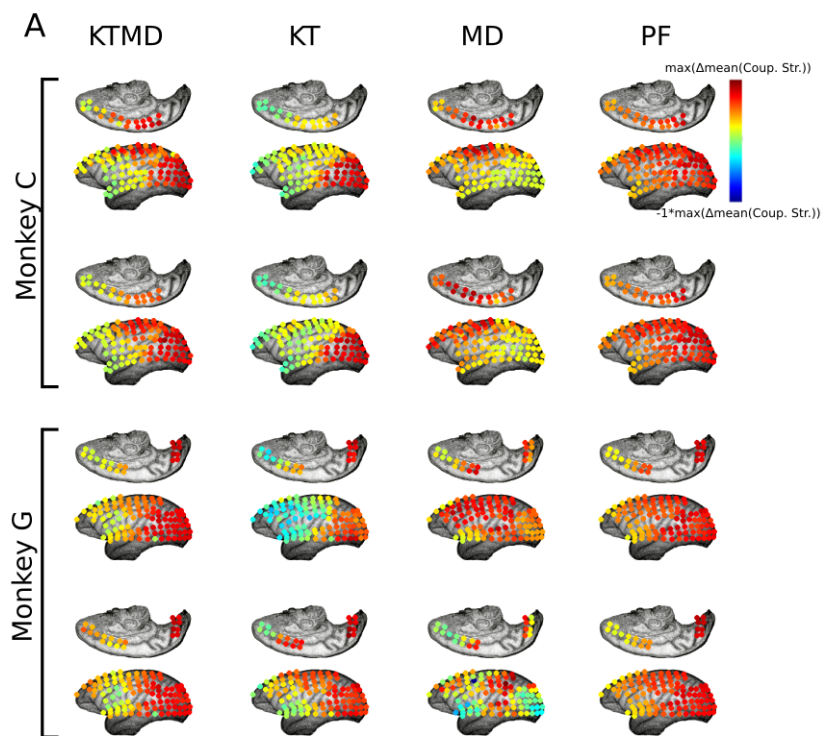 A
KTMD KT MD PF
max(Δmean(Coup. Str.))
-1*max(Δmean(Coup. Str.))
Monkey C
Monkey G